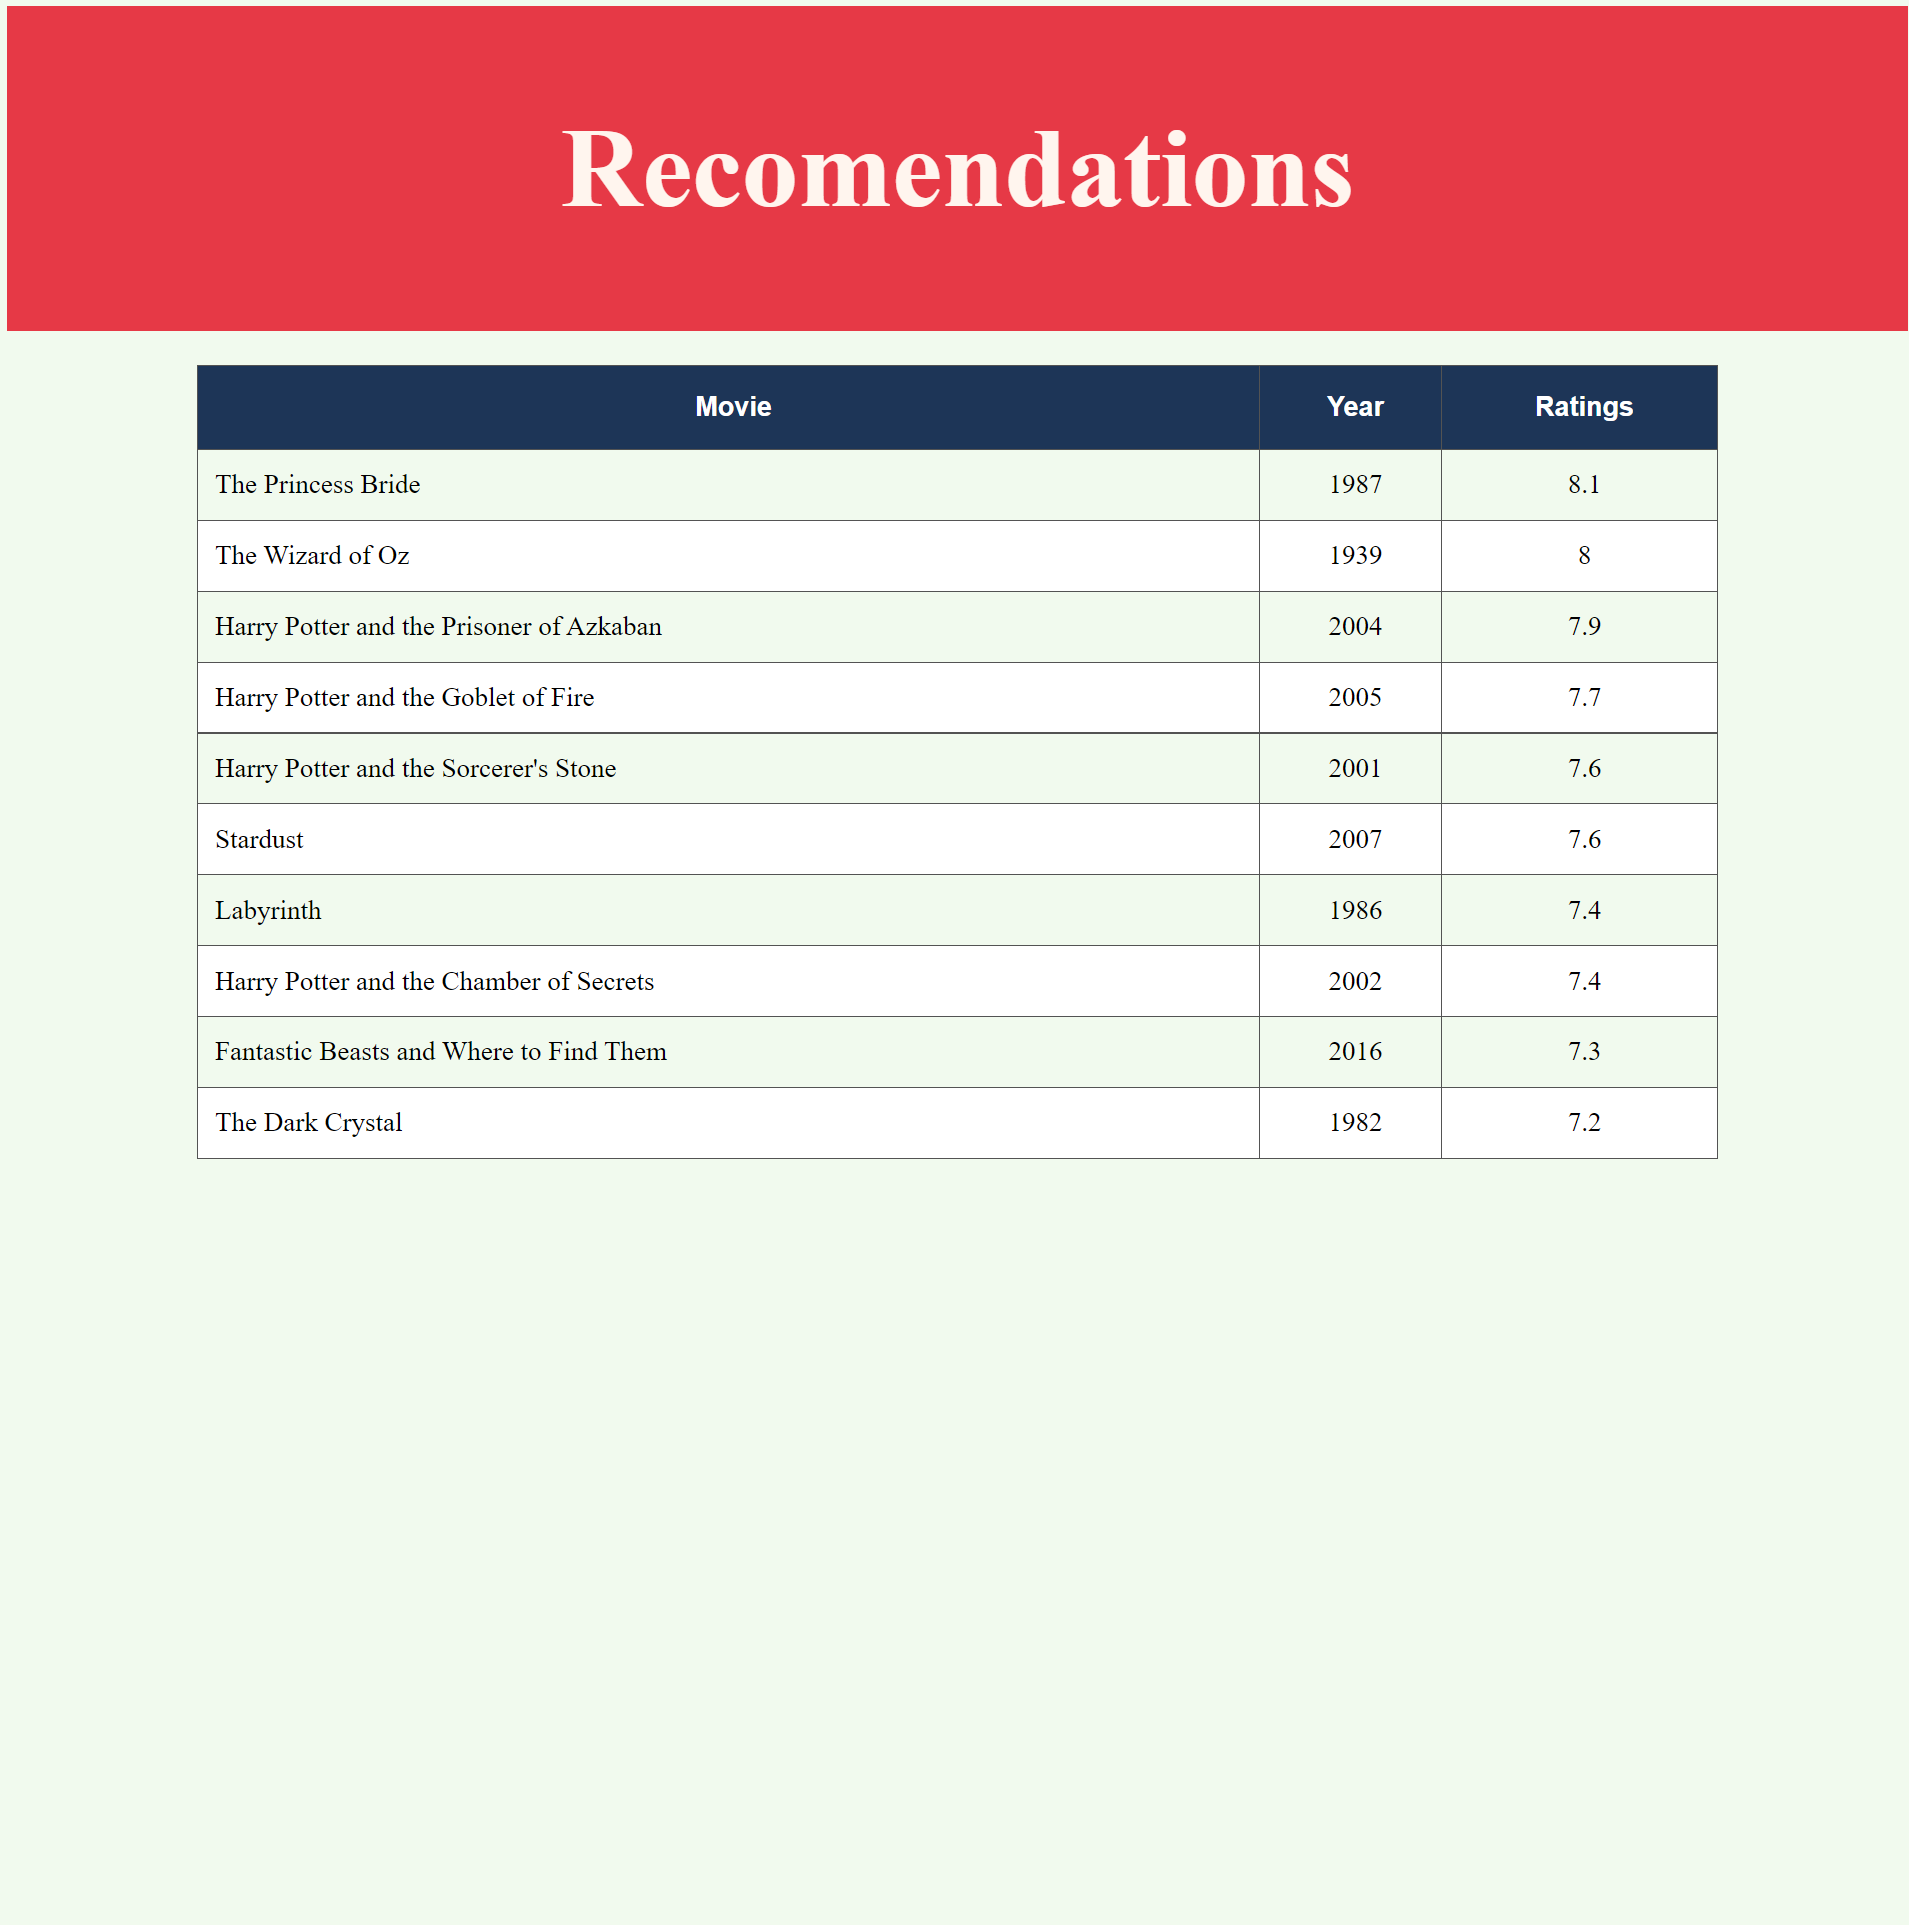 Recomendations
Movie Year Ratings
The Princess Bride 1987 8.1
The Wizard of Oz 1939 8
Harry Potter and the Prisoner of Azkaban 2004 7.9
Harry Potter and the Goblet of Fire 2005 7.7
Harry Potter and the Sorcerer's Stone 2001 7.6
Stardust 2007 7.6
Labyrinth 1986 7.4
Harry Potter and the Chamber of Secrets 2002 7.4
Fantastic Beasts and Where to Find Them 2016 7.3
The Dark Crystal 1982 7.2